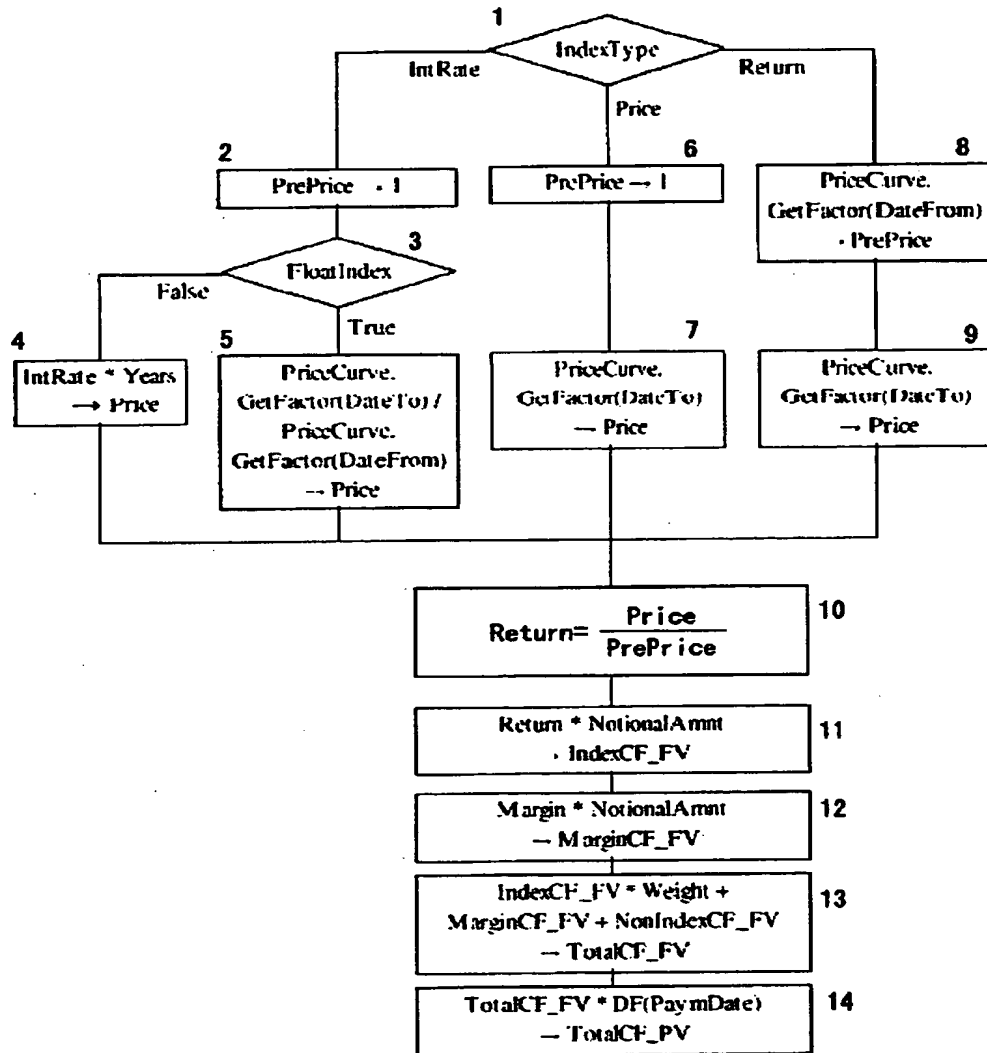 1
IndexType
IntRate
Return
Price
2
PrePrice · 1
6
PrePrice → 1
8
PriceCurve.
GetFactor(DateFrom)
· PrePrice
3
FloatIndex
False
True
4
IntRate * Years
→ Price
5
PriceCurve.
GetFactor(DateTo) /
PriceCurve.
GetFactor(DateFrom)
→ Price
7
PriceCurve.
GetFactor(DateTo)
→ Price
9
PriceCurve.
GetFactor(DateTo)
→ Price
10
Return= Price
PrePrice
11
Return * NotionalAmnt
· IndexCF_FV
12
Margin * NotionalAmnt
→ MarginCF_FV
13
IndexCF_FV * Weight +
MarginCF_FV + NonIndexCF_FV
→ TotalCF_FV
14
TotalCF_FV * DF(PaymDate)
→ TotalCF_PV